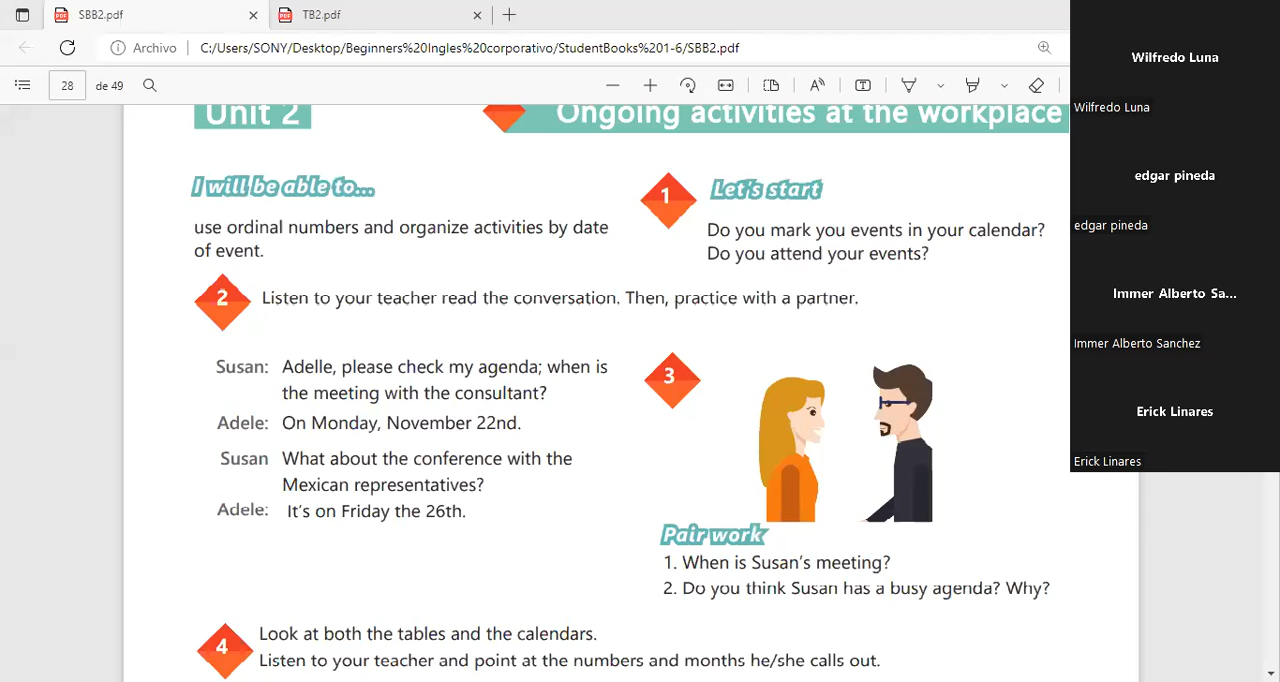 SBB2.pdf
TB2.pdf
Archivo
C:/Users/SONY/Desktop/Beginners%20Ingles%20corporativo/StudentBooks%201-6/SBB2.pdf
28 de 49
Unit 2
Ongoing activities at the workplace
I will be able to...
use ordinal numbers and organize activities by date
of event.
1 Let's start
Do you mark you events in your calendar?
Do you attend your events?
2 Listen to your teacher read the conversation. Then, practice with a partner.
Susan: Adelle, please check my agenda; when is
the meeting with the consultant?
Adele: On Monday, November 22nd.
Susan What about the conference with the
Mexican representatives?
Adele: It's on Friday the 26th.
3
Pair work
1. When is Susan's meeting?
2. Do you think Susan has a busy agenda? Why?
4 Look at both the tables and the calendars.
Listen to your teacher and point at the numbers and months he/she calls out.
Wilfredo Luna
Wilfredo Luna
edgar pineda
edgar pineda
Immer Alberto Sa...
Immer Alberto Sanchez
Erick Linares
Erick Linares